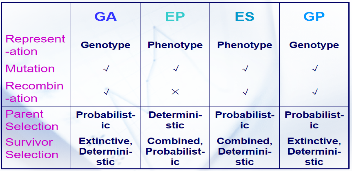 GA EP ES GP
Represent
-ation Genotype Phenotype Phenotype Genotype
Mutation √ √ √ √
Recombin
-ation √ × √ √
Parent
Selection Probabilist-
ic Determini-
stic Probabilist-
ic Probabilist-
ic
Survivor
Selection Extinctive,
Determini-
stic Combined,
Probabilist-
ic Combined,
Determini-
stic Extinctive,
Determini-
stic